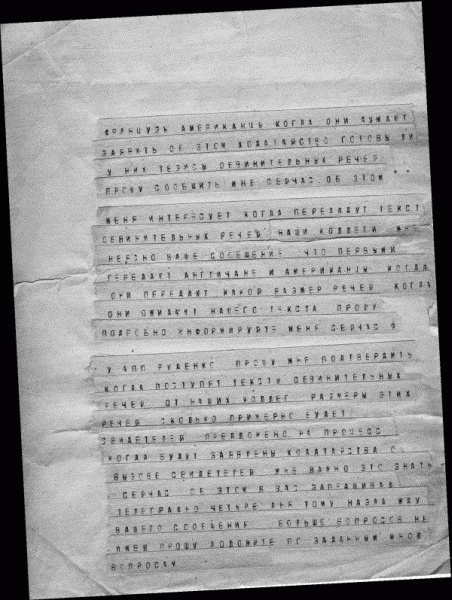 ФРАНЦУЗЫ АМЕРИКАНЦЫ КОГДА ОНИ ДУМАЮТ
ЗАЯВИТЬ ОБ ЭТОМ ХОДАТАЙСТВО ГОТОВЫ ЛИ
У НИХ ТЕЗИСЫ ОБВИНИТЕЛЬНЫХ РЕЧЕЙ
ПРОШУ СООБЩИТЬ МНЕ СЕЙЧАС ОБ ЭТОМ
МЕНЯ ИНТЕРЕСУЕТ КОГДА ПЕРЕДАДУТ ТЕКСТ
ОБВИНИТЕЛЬНЫХ РЕЧЕЙ НАШИ КОЛЛЕГИ МНЕ
НЕЯСНО ВАШЕ СООБЩЕНИЕ ЧТО ПЕРВЫМИ
ПЕРЕДАЮТ АНГЛИЧАНЕ И АМЕРИКАНЦЫ КОГДА
ОНИ ПЕРЕДАЮТ КАКОЙ РАЗМЕР РЕЧЕЙ КОГДА
ОНИ ОЖИДАЮТ НАШЕГО ТЕКСТА ПРОШУ
ПОДРОБНО ИНФОРМИРУЙТЕ МЕНЯ СЕЙЧАС
У АПП РУДЕНКО ПРОШУ МНЕ ПОДТВЕРДИТЬ
КОГДА ПОСТУПЯТ ТЕКСТЫ ОБВИНИТЕЛЬНЫХ
РЕЧЕЙ ОТ НАШИХ КОЛЛЕГ РАЗМЕРЫ ЭТИХ
РЕЧЕЙ СКОЛЬКО ПРИМЕРНО БУДЕТ
СВИДЕТЕЛЕЙ ПРЕДЛОЖЕНО НА ПРОЦЕСС
КОГДА БУДУТ ЗАЯВЛЕНЫ ХОДАТАЙСТВА О
ВЫЗОВЕ СВИДЕТЕЛЕЙ МНЕ ВАЖНО ЭТО ЗНАТЬ
СЕЙЧАС ОБ ЭТОМ Я ВАС ЗАПРАШИВАЛ
ТЕЛЕГРАФНО ЧЕТЫРЕ ДНЯ ТОМУ НАЗАД ЖДУ
ВАШЕГО СООБЩЕНИЯ БОЛЬШЕ ВОПРОСОВ НЕ
ИМЕЮ ПРОШУ ДОЛОЖИТЕ ПО ЗАДАННЫМ МНОЮ
ВОПРОСАМ